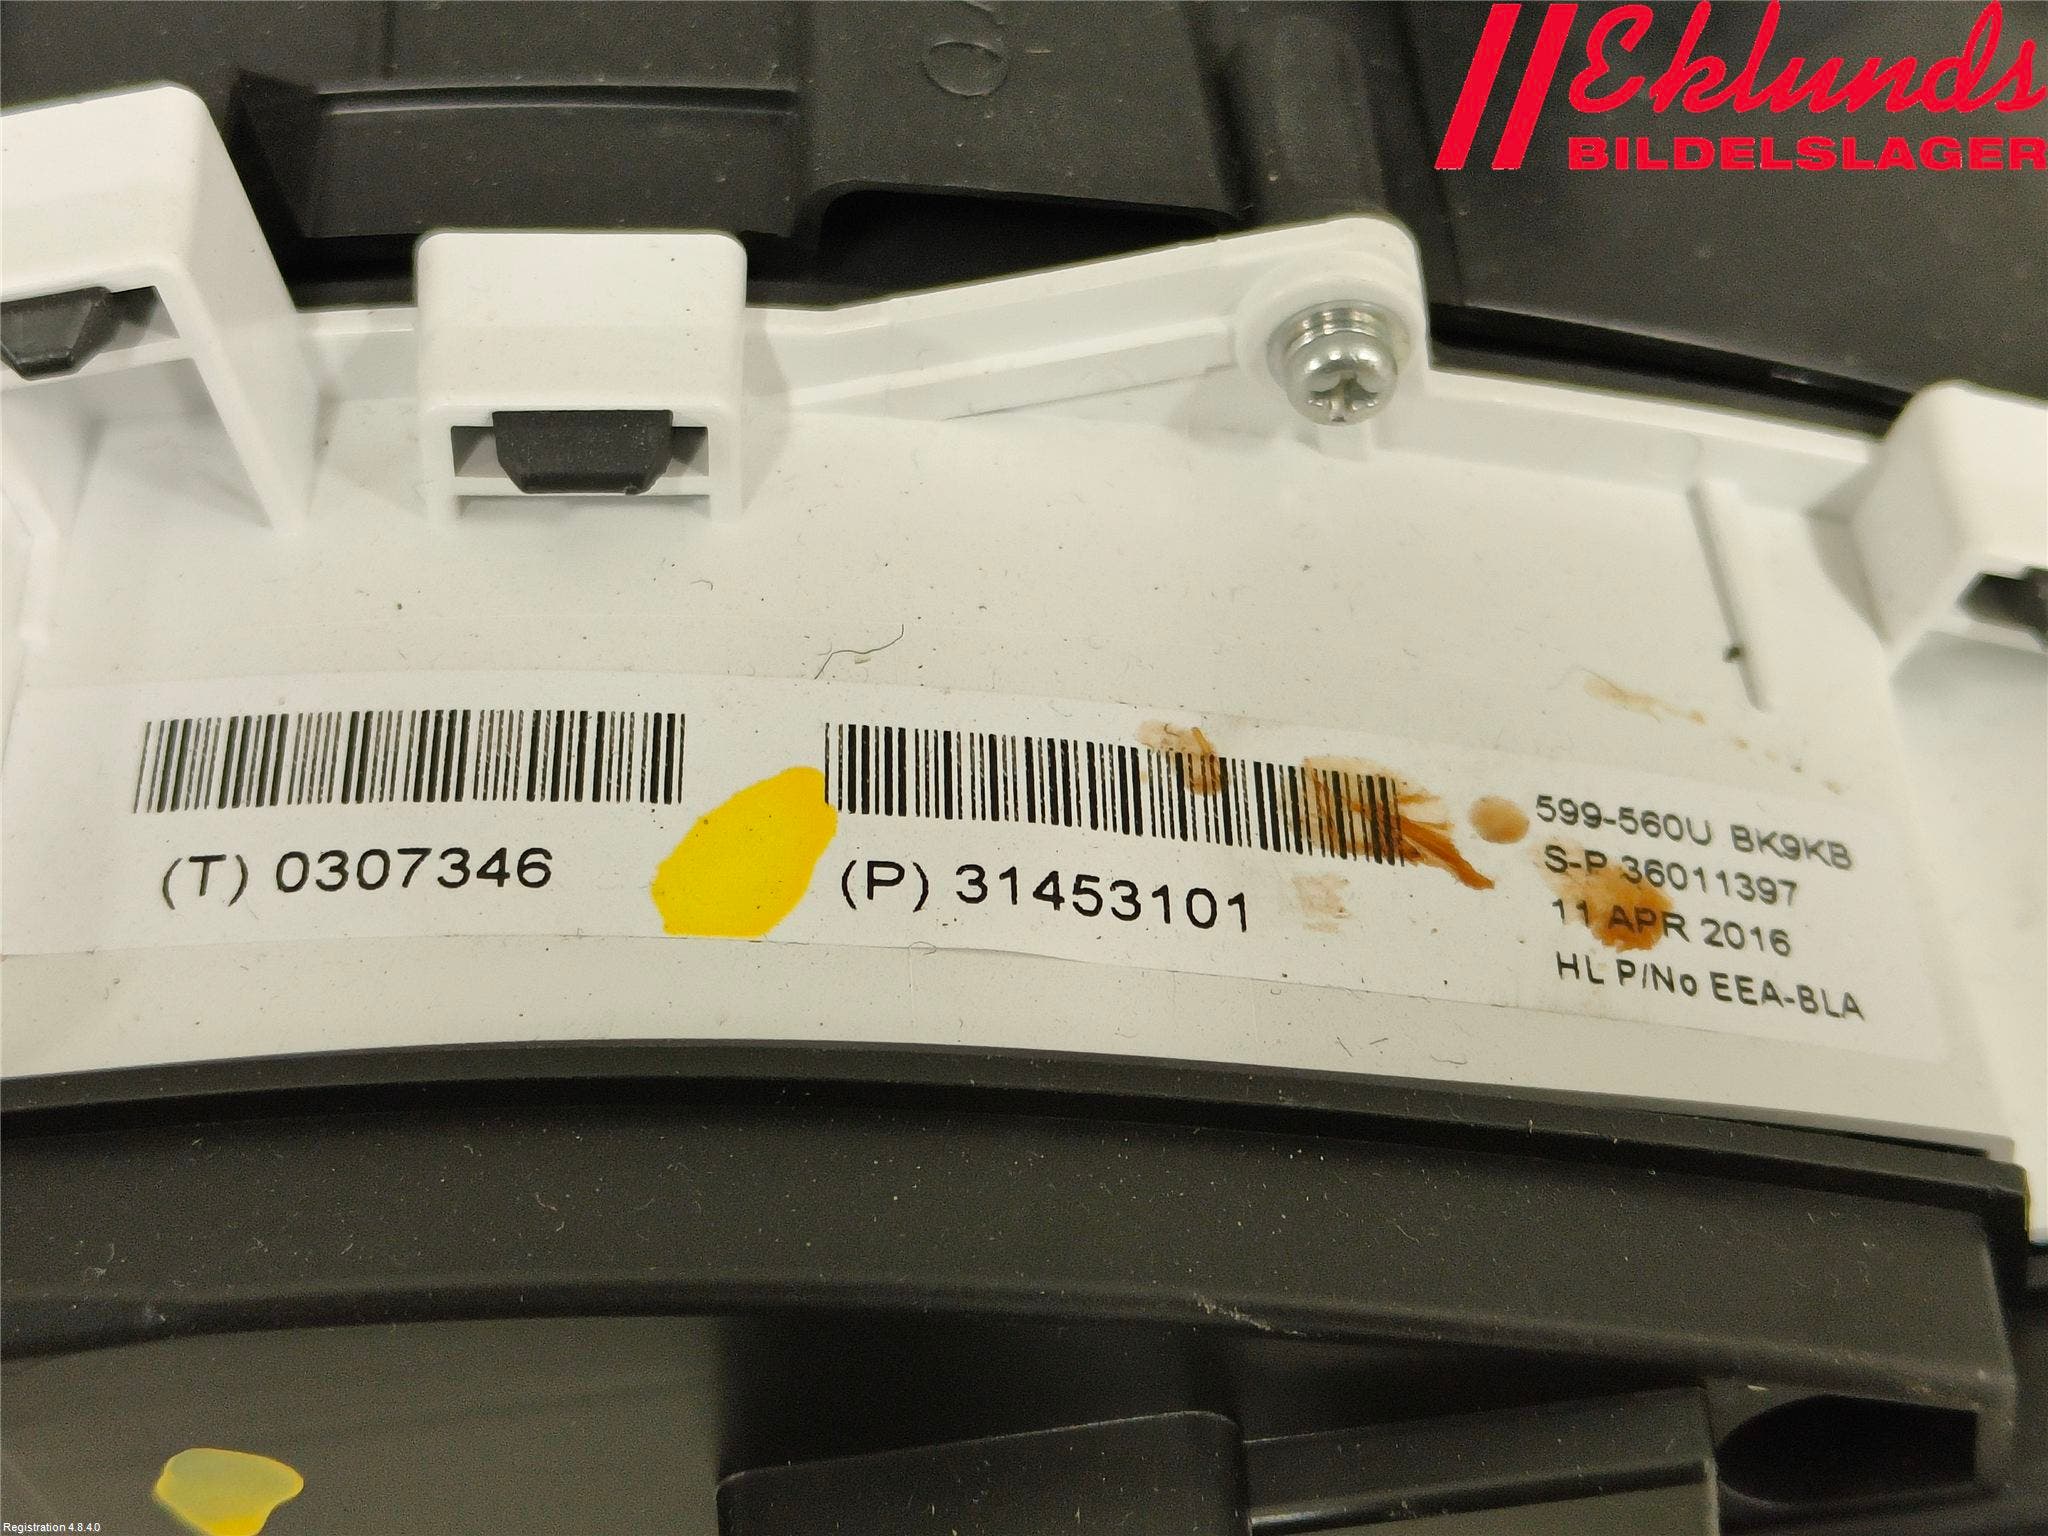 Eklunds
BILDELSLAGER
(T) 0307346
(P) 31453101
599-560U BK9KB
S-P 36011397
11 APR 2016
HL P/No EEA-BLA
Registration 4.8.4.0